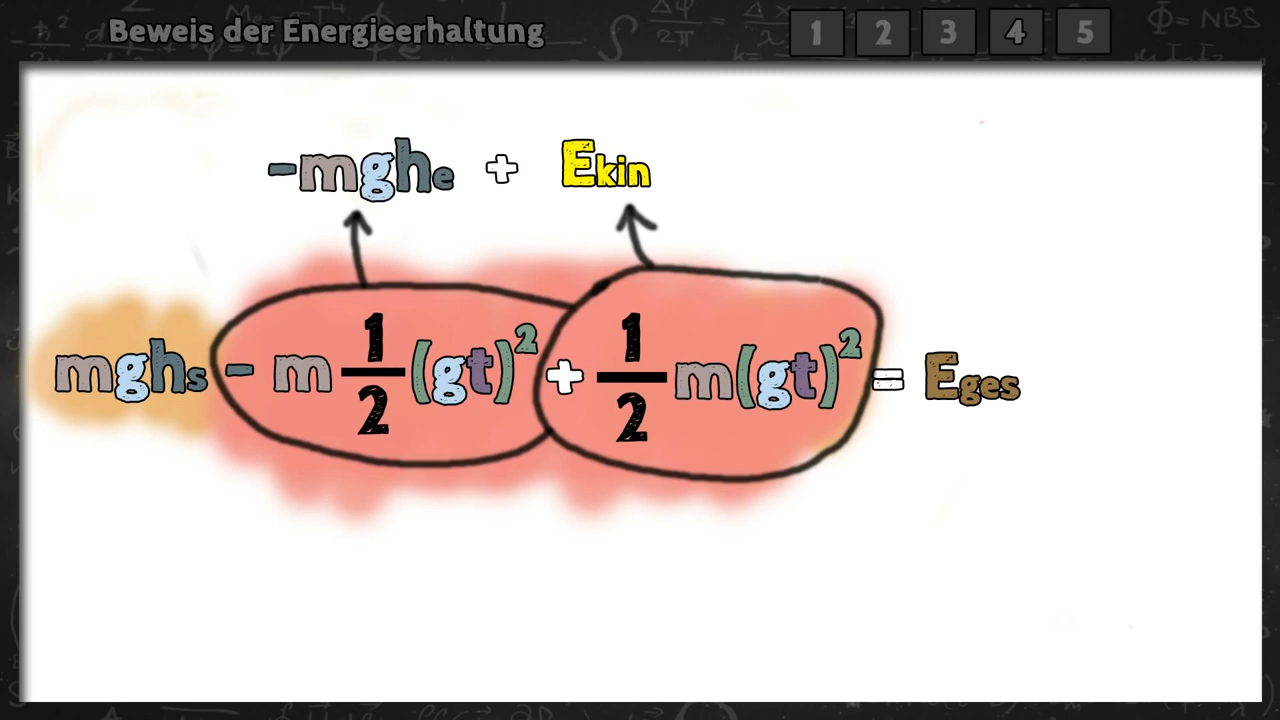 Beweis der Energieerhaltung
1 2 3 4 5
-mghe + Ekin
mghs - m 1/2 (gt)² + 1/2 m(gt)² = Eges